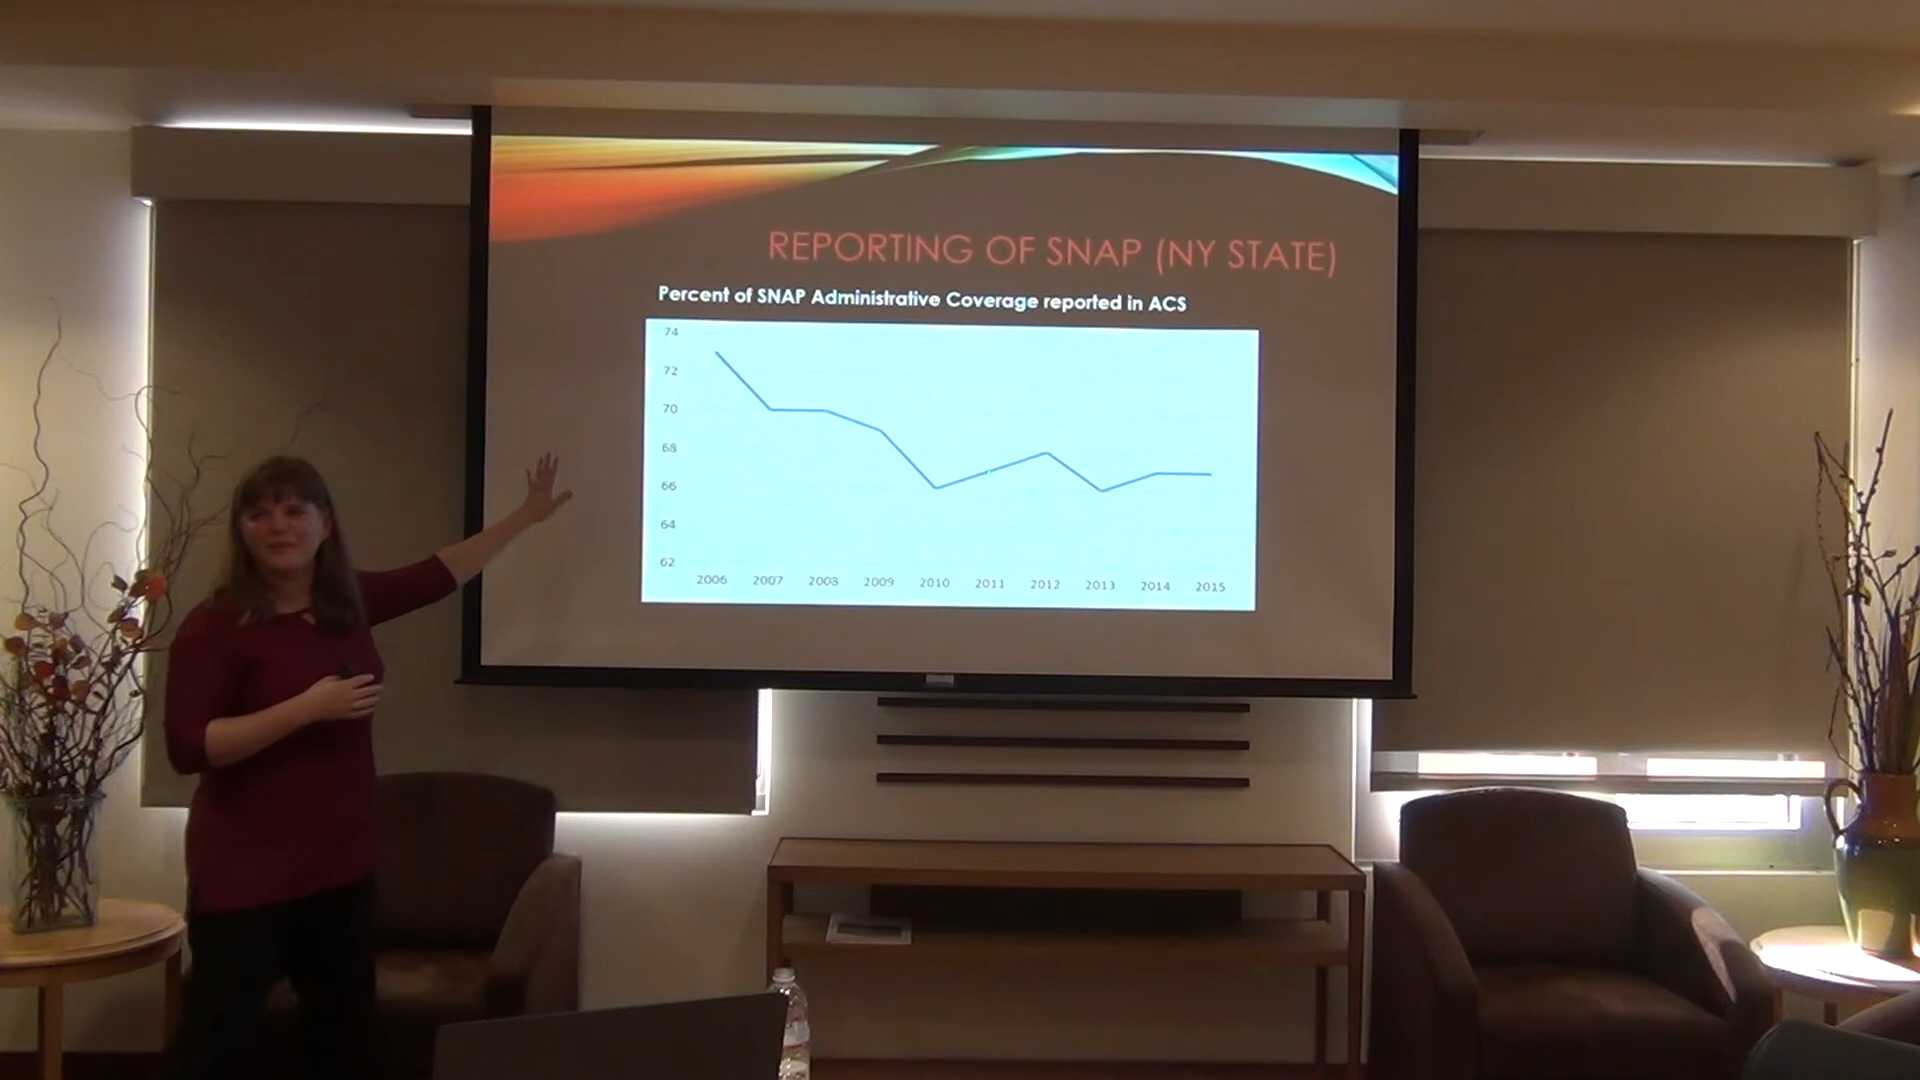 REPORTING OF SNAP (NY STATE)
Percent of SNAP Administrative Coverage reported in ACS
74
72
70
68
66
64
62
2006 2007 2008 2009 2010 2011 2012 2013 2014 2015